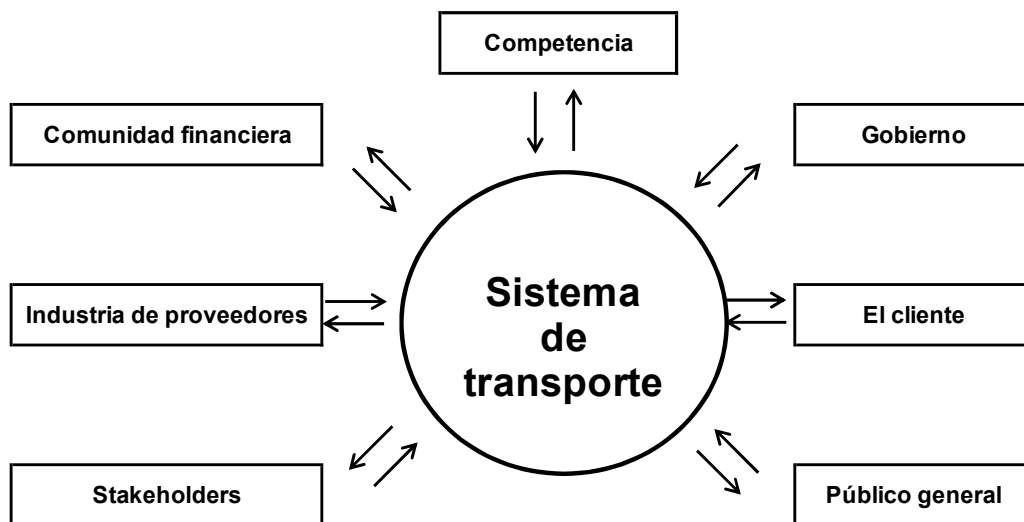 Competencia
Comunidad financiera
Gobierno
Industria de proveedores
Sistema
de
transporte
El cliente
Stakeholders
Público general